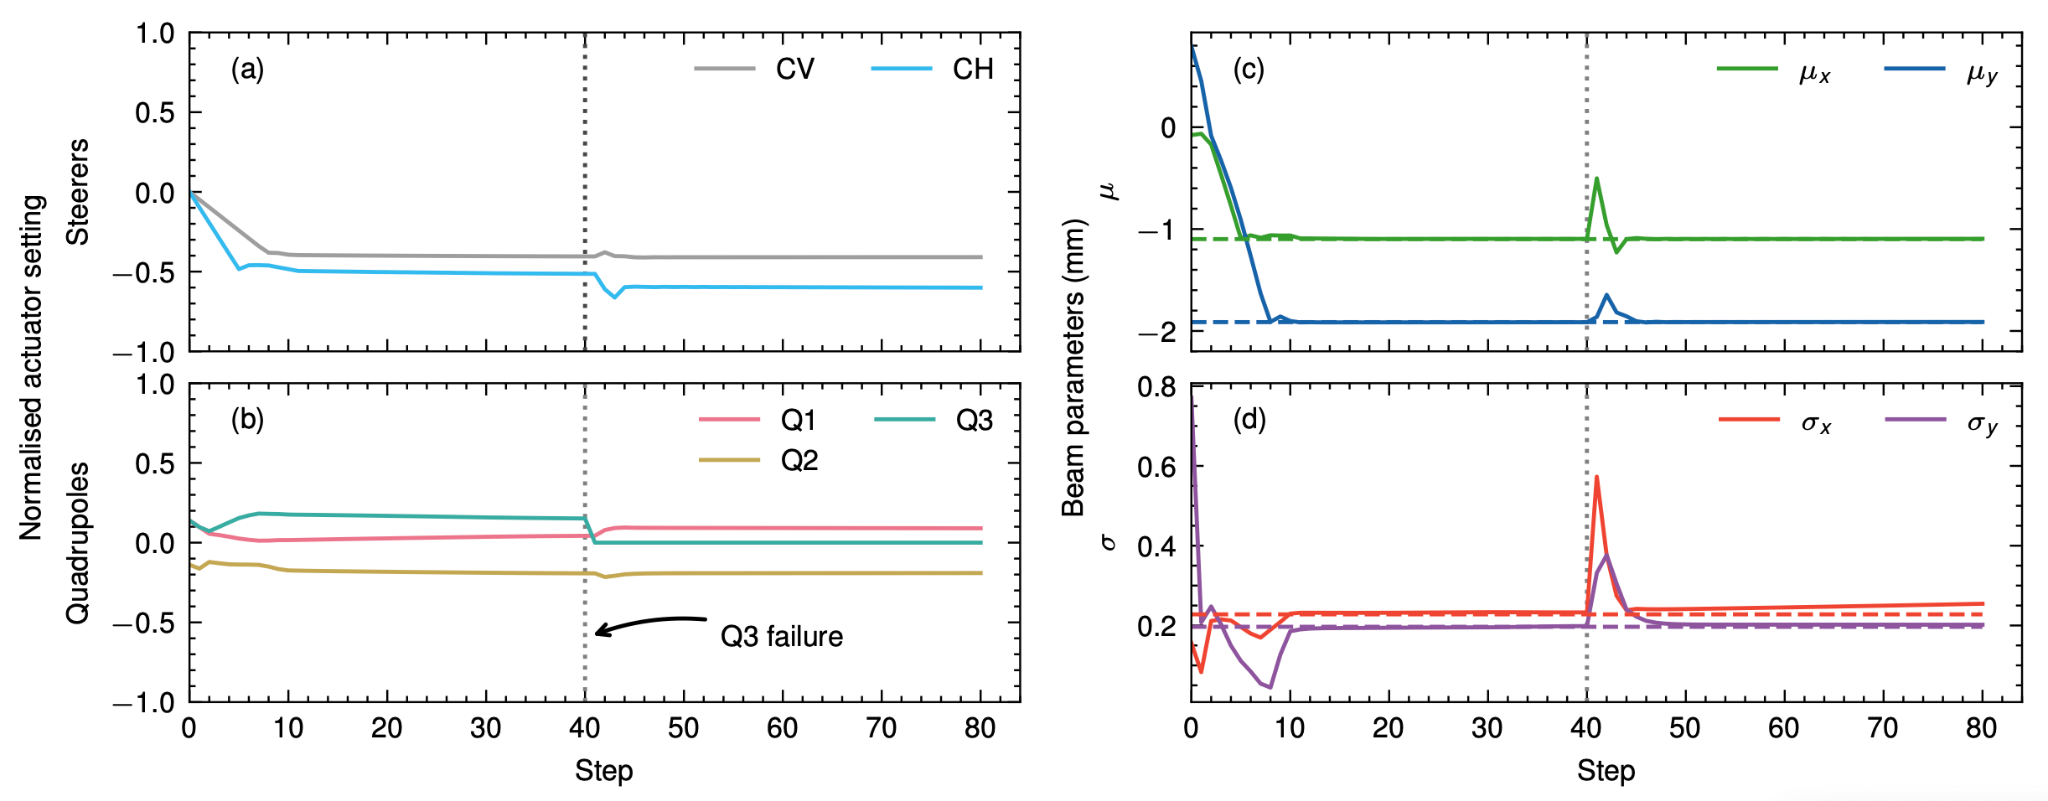 Normalised actuator setting
Steerers
1.0
0.5
0.0
−0.5
−1.0
(a)
CV
CH
Quadrupoles
1.0
0.5
0.0
−0.5
−1.0
(b)
Q1
Q3
Q2
Q3 failure
0 10 20 30 40 50 60 70 80
Step
Beam parameters (mm)
μ
0
−1
−2
(c)
μx
μy
σ
0.8
0.6
0.4
0.2
(d)
σx
σy
0 10 20 30 40 50 60 70 80
Step